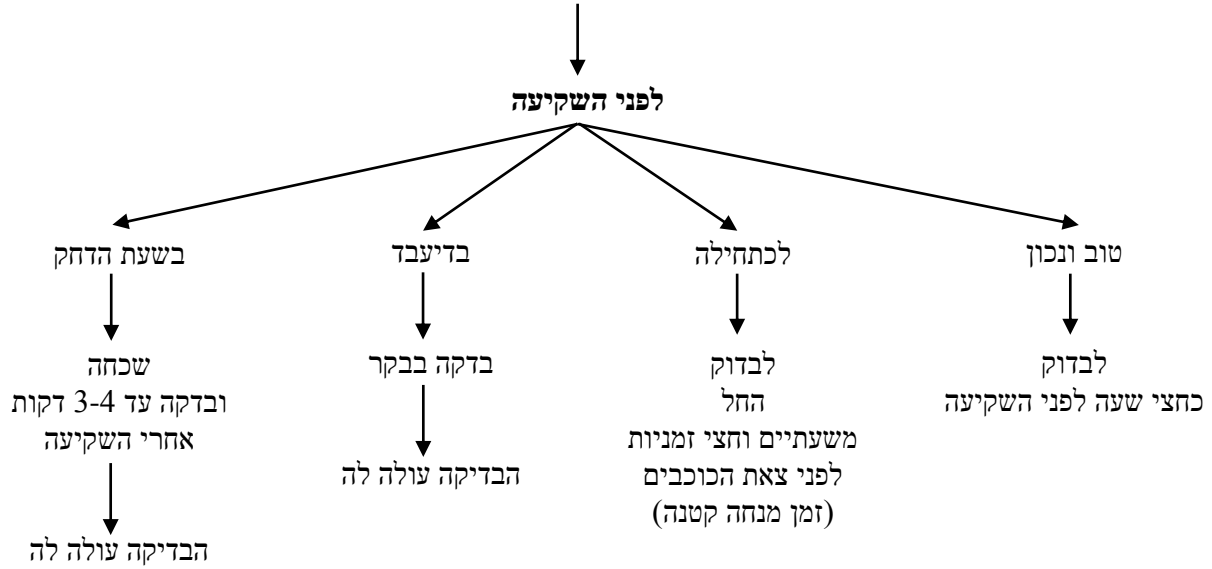 לפני השקיעה
טוב ונכון
לבדוק
כחצי שעה לפני השקיעה
לכתחילה
לבדוק
החל
משעתיים וחצי זמניות
לפני צאת הכוכבים
(זמן מנחה קטנה)
בדיעבד
בדקה בבקר
הבדיקה עולה לה
בשעת הדחק
שכחה
ובדקה עד 3-4 דקות
אחרי השקיעה
הבדיקה עולה לה